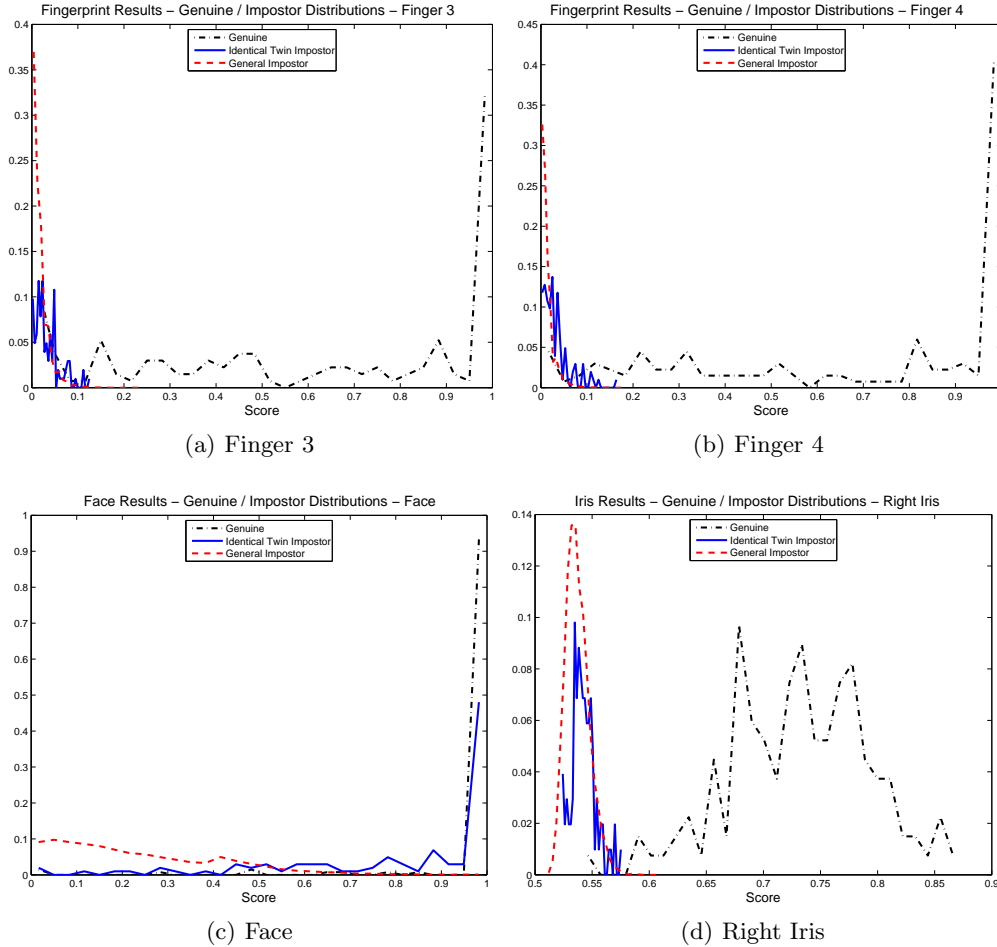 Fingerprint Results − Genuine / Impostor Distributions − Finger 3
Genuine
Identical Twin Impostor
General Impostor
0.4
0.35
0.3
0.25
0.2
0.15
0.1
0.05
0
0 0.1 0.2 0.3 0.4 0.5 0.6 0.7 0.8 0.9 1
Score
(a) Finger 3
Fingerprint Results − Genuine / Impostor Distributions − Finger 4
Genuine
Identical Twin Impostor
General Impostor
0.45
0.4
0.35
0.3
0.25
0.2
0.15
0.1
0.05
0
0 0.1 0.2 0.3 0.4 0.5 0.6 0.7 0.8 0.9
Score
(b) Finger 4
Face Results − Genuine / Impostor Distributions − Face
Genuine
Identical Twin Impostor
General Impostor
1
0.9
0.8
0.7
0.6
0.5
0.4
0.3
0.2
0.1
0
0 0.1 0.2 0.3 0.4 0.5 0.6 0.7 0.8 0.9 1
Score
(c) Face
Iris Results − Genuine / Impostor Distributions − Right Iris
Genuine
Identical Twin Impostor
General Impostor
0.14
0.12
0.1
0.08
0.06
0.04
0.02
0
0.5 0.55 0.6 0.65 0.7 0.75 0.8 0.85 0.9
Score
(d) Right Iris